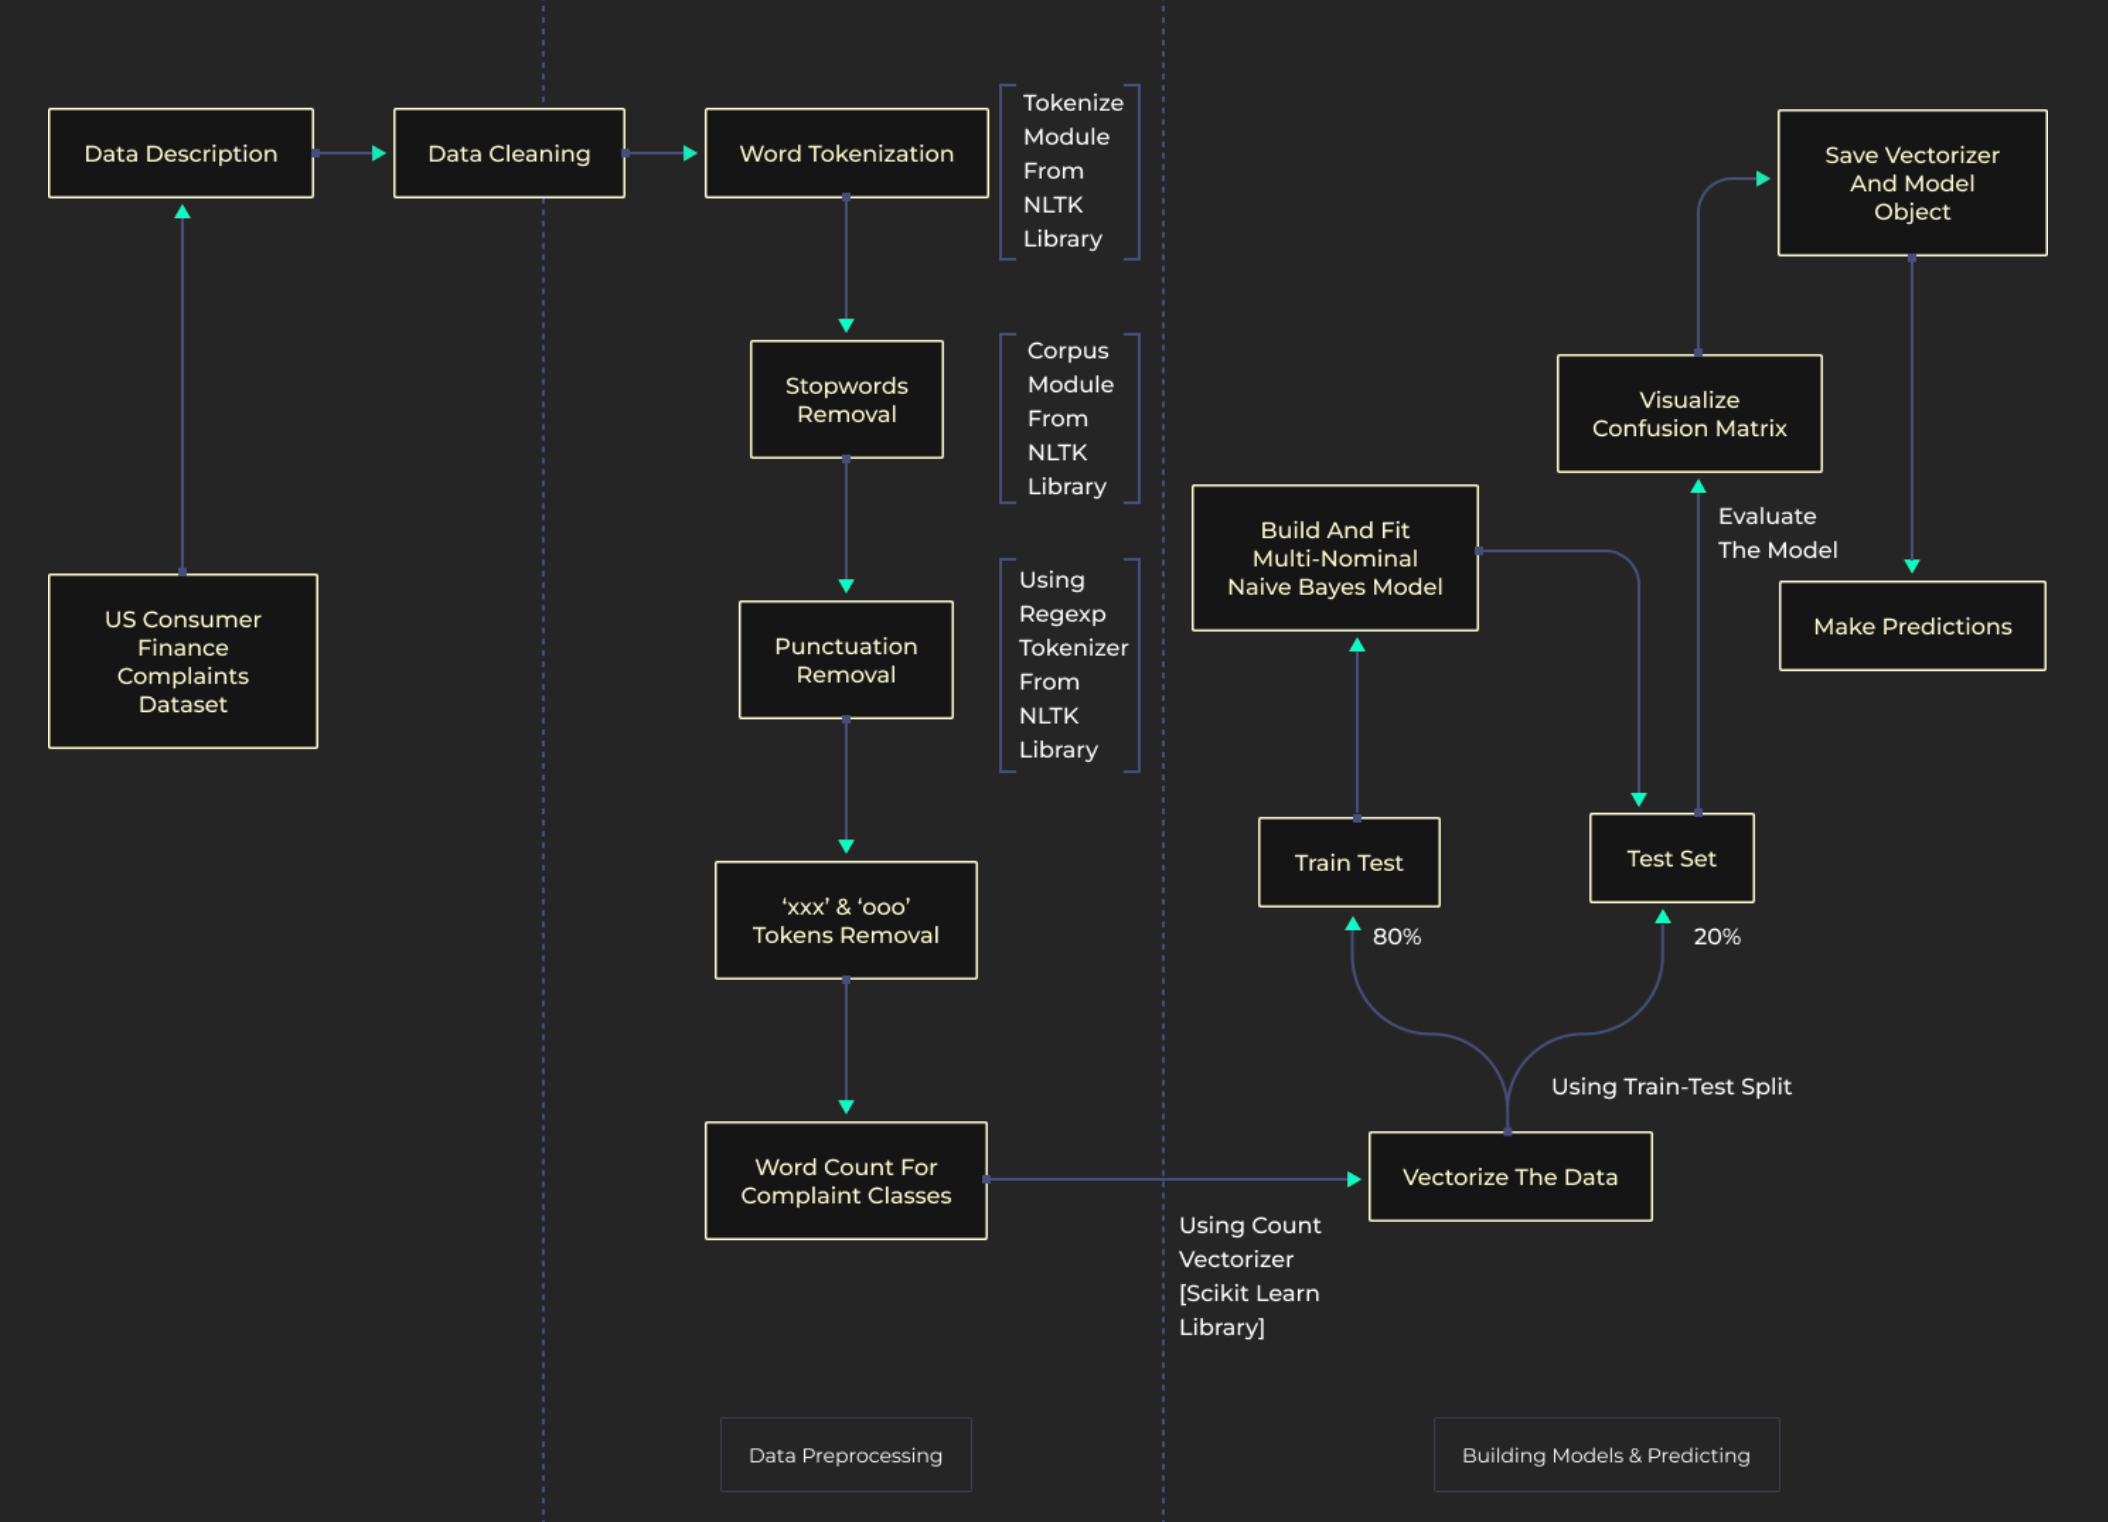 Data Description
Data Cleaning
Word Tokenization
Tokenize
Module
From
NLTK
Library
US Consumer
Finance
Complaints
Dataset
Stopwords
Removal
Corpus
Module
From
NLTK
Library
Punctuation
Removal
Using
Regexp
Tokenizer
From
NLTK
Library
‘xxx’ & ‘ooo’
Tokens Removal
Word Count For
Complaint Classes
Using Count
Vectorizer
[Scikit Learn
Library]
Vectorize The Data
Using Train-Test Split
80%
20%
Train Test
Test Set
Build And Fit
Multi-Nominal
Naive Bayes Model
Evaluate
The Model
Visualize
Confusion Matrix
Save Vectorizer
And Model
Object
Make Predictions
Data Preprocessing
Building Models & Predicting